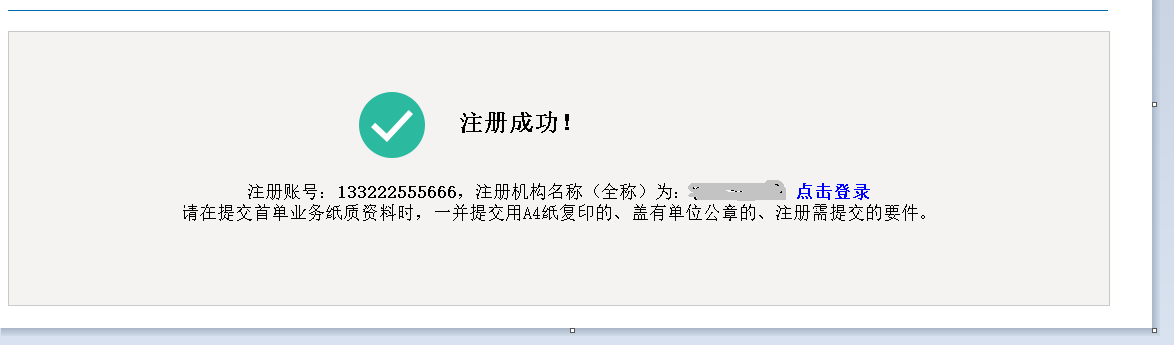 注册成功！
注册账号：133222555666，注册机构名称（全称）为： 点击登录
请在提交首单业务纸质资料时，一并提交用A4纸复印的、盖有单位公章的、注册需提交的要件。